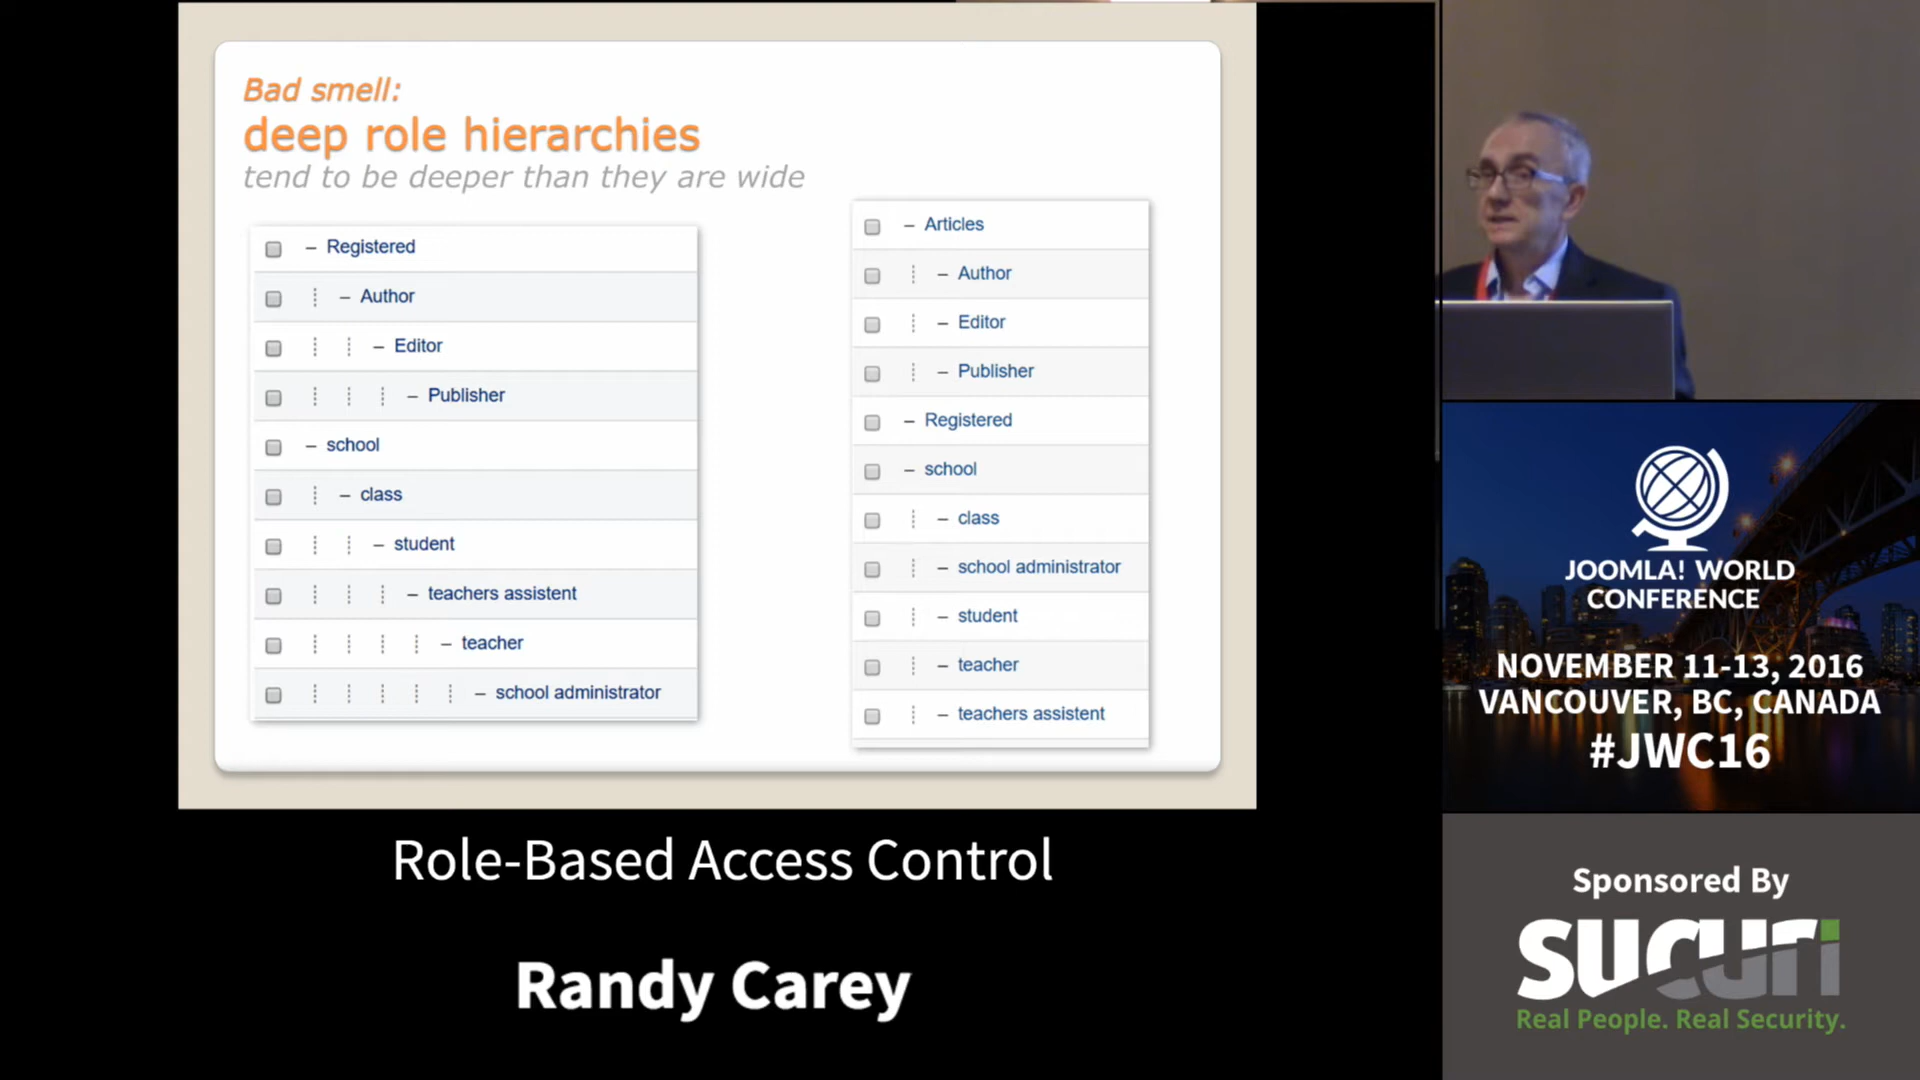 Bad smell:
deep role hierarchies
tend to be deeper than they are wide
– Registered
– Author
– Editor
– Publisher
– school
– class
– student
– teachers assistent
– teacher
– school administrator
– Articles
– Author
– Editor
– Publisher
– Registered
– school
– class
– school administrator
– student
– teacher
– teachers assistent
Role-Based Access Control
Randy Carey
JOOMLA! WORLD
CONFERENCE
NOVEMBER 11-13, 2016
VANCOUVER, BC, CANADA
#JWC16
Sponsored By
SUCURI
Real People. Real Security.